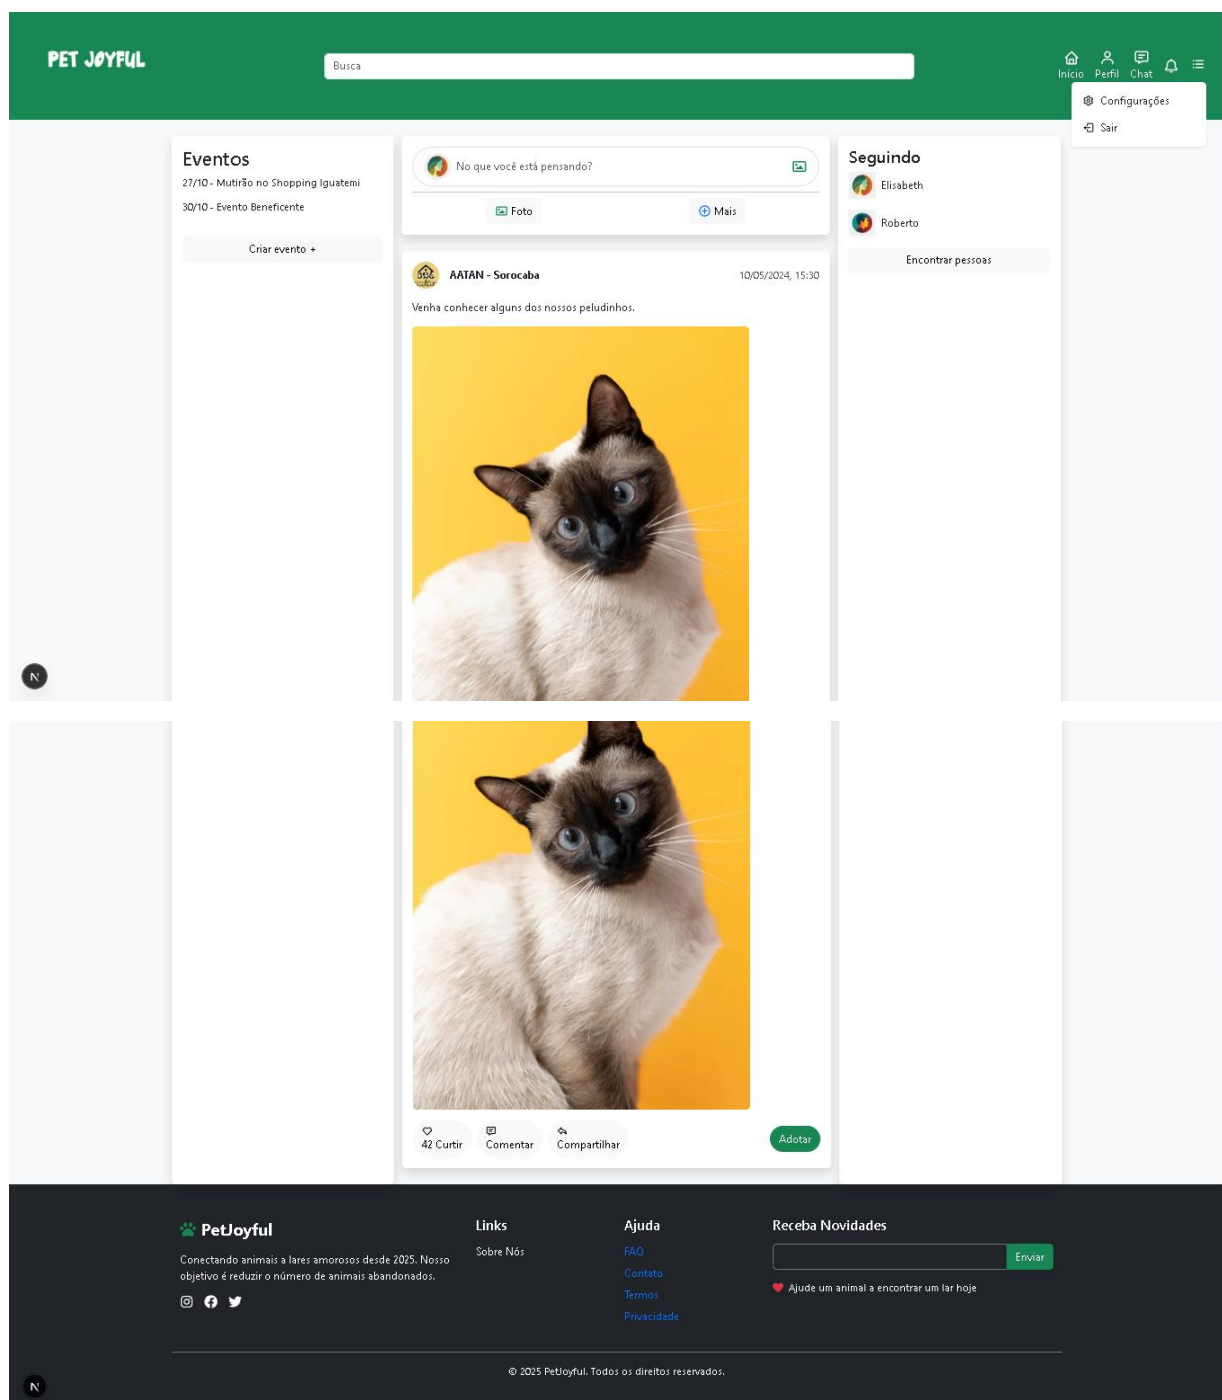 PET JOYFUL
Busca
Início
Perfil
Chat
Configurações
Sair
Eventos
27/10 - Mutirão no Shopping Iguatemi
30/10 - Evento Beneficente
Criar evento +
No que você está pensando?
Foto
Mais
AATAN - Sorocaba
10/05/2024, 15:30
Venha conhecer alguns dos nossos peludinhos.
Seguindo
Elisabeth
Roberto
Encontrar pessoas
N
42 Curtir
Comentar
Compartilhar
Adotar
PetJoyful
Conectando animais a lares amorosos desde 2025. Nosso
objetivo é reduzir o número de animais abandonados.
Links
Sobre Nós
Ajuda
FAQ
Contato
Termos
Privacidade
Receba Novidades
Enviar
Ajude um animal a encontrar um lar hoje
© 2025 PetJoyful. Todos os direitos reservados.
N